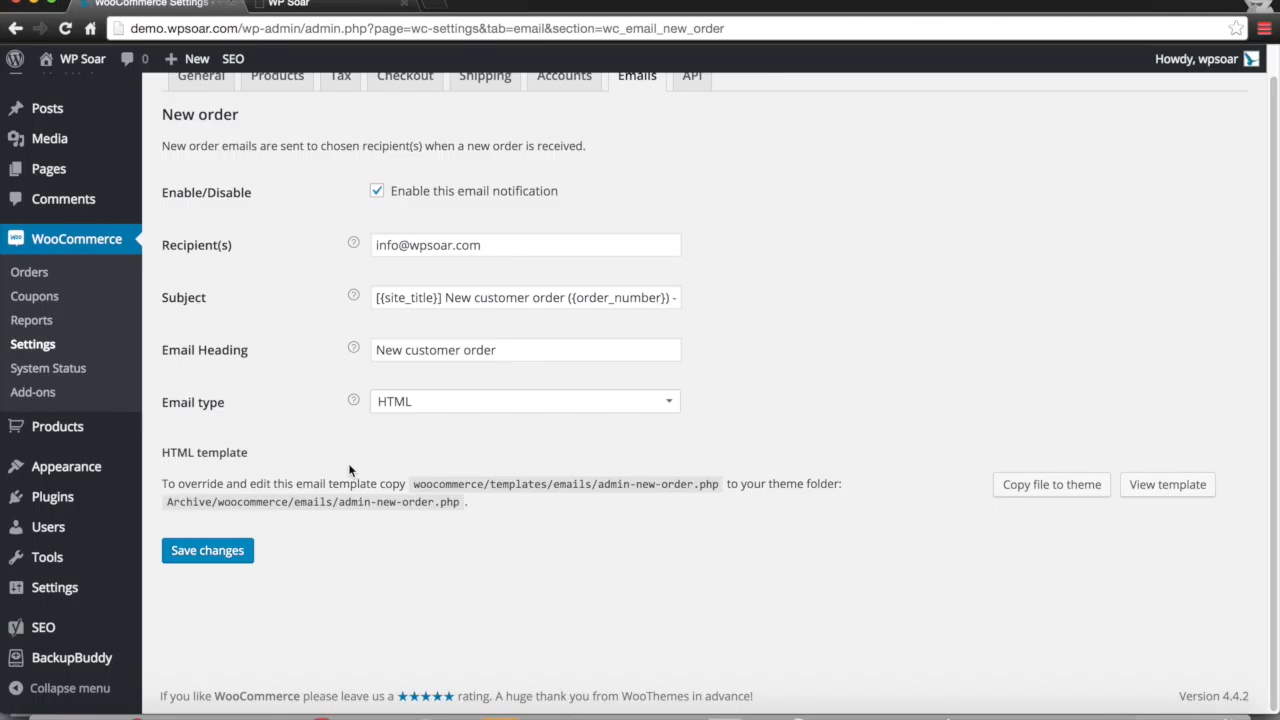 WooCommerce Settings
WP Soar
demo.wpsoar.com/wp-admin/admin.php?page=wc-settings&tab=email&section=wc_email_new_order
WP Soar 0 New SEO Howdy, wpsoar
General Products Tax Checkout Shipping Accounts Emails API
Posts
Media
Pages
Comments
WooCommerce
Orders
Coupons
Reports
Settings
System Status
Add-ons
Products
Appearance
Plugins
Users
Tools
Settings
SEO
BackupBuddy
Collapse menu
New order
New order emails are sent to chosen recipient(s) when a new order is received.
Enable/Disable Enable this email notification
Recipient(s) info@wpsoar.com
Subject [{site_title}] New customer order ({order_number}) -
Email Heading New customer order
Email type HTML
HTML template
To override and edit this email template copy woocommerce/templates/emails/admin-new-order.php to your theme folder:
Archive/woocommerce/emails/admin-new-order.php .
Copy file to theme View template
Save changes
If you like WooCommerce please leave us a ★★★★★ rating. A huge thank you from WooThemes in advance! Version 4.4.2